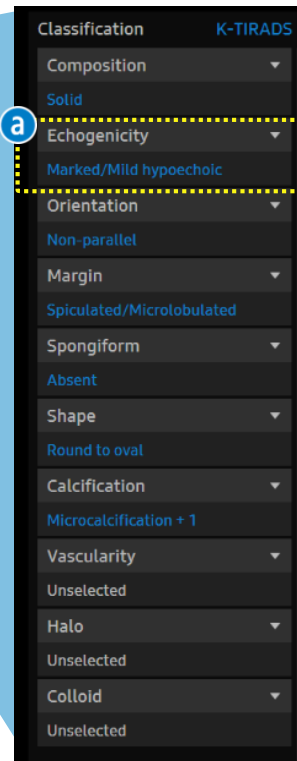 Classification K-TIRADS
Composition
Solid
a
Echogenicity
Marked/Mild hypoechoic
Orientation
Non-parallel
Margin
Spiculated/Microlobulated
Spongiform
Absent
Shape
Round to oval
Calcification
Microcalcification + 1
Vascularity
Unselected
Halo
Unselected
Colloid
Unselected